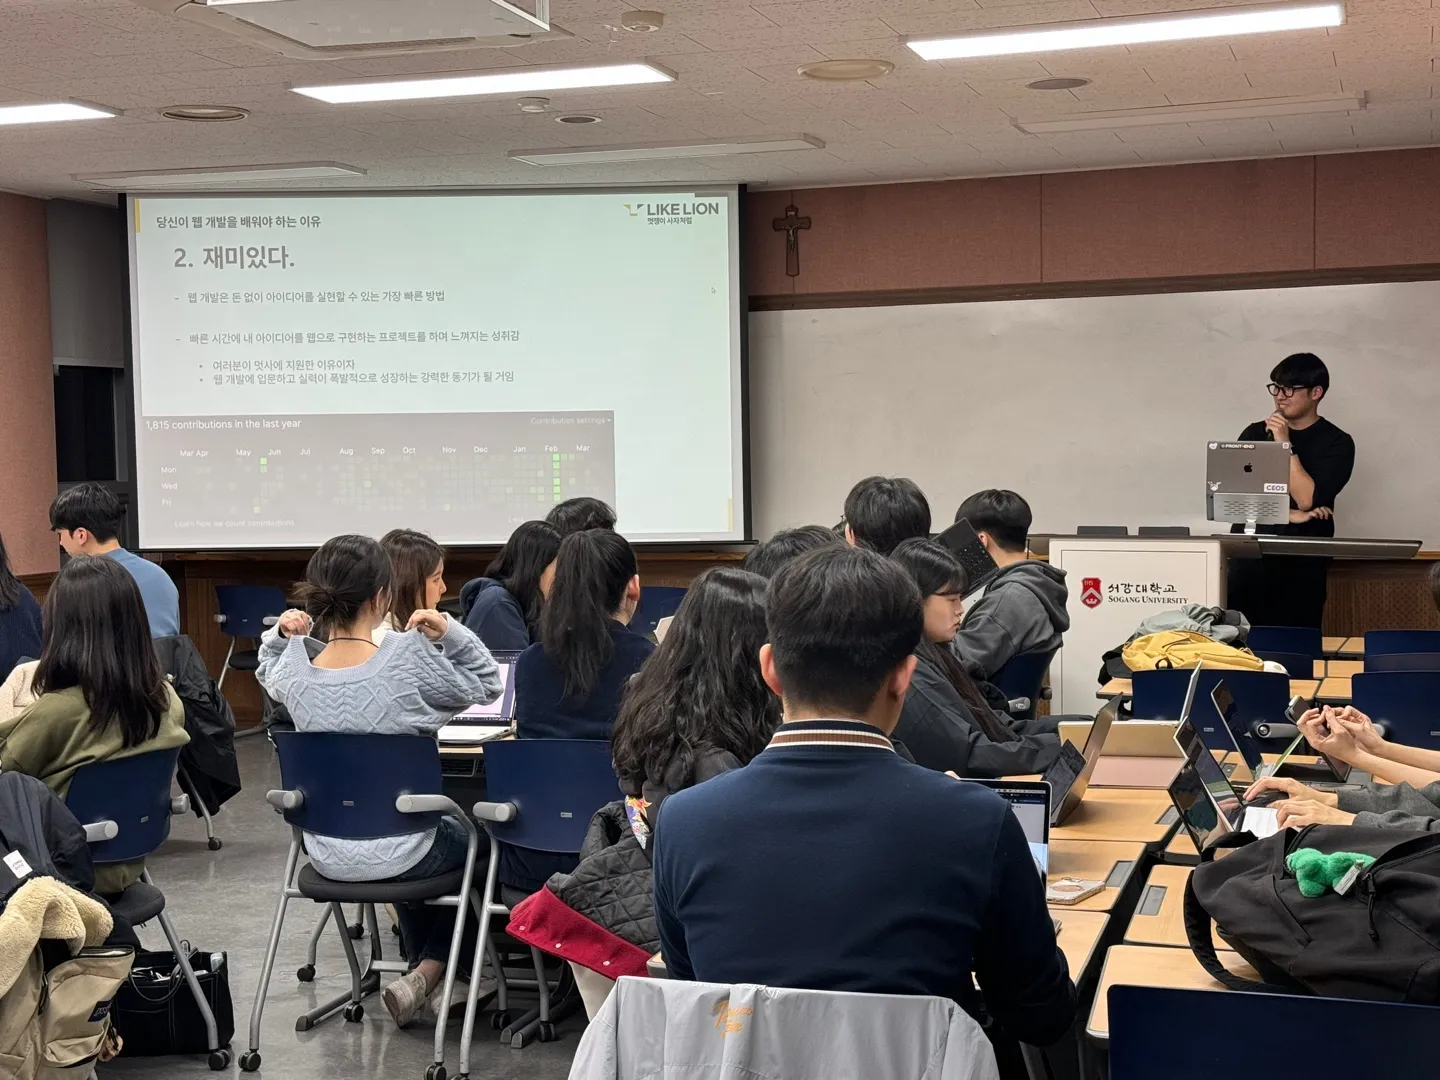 당신이 웹 개발을 배워야 하는 이유
LIKE LION
멋쟁이 사자처럼
2. 재미있다.
- 웹 개발은 돈 없이 아이디어를 실현할 수 있는 가장 빠른 방법
- 빠른 시간에 내 아이디어를 웹으로 구현하는 프로젝트를 하며 느껴지는 성취감
• 여러분이 멋사에 지원한 이유이자
• 웹 개발에 입문하고 실력이 폭발적으로 성장하는 강력한 동기가 될 거임
1,815 contributions in the last year
Contribution settings
Mar Apr May Jun Jul Aug Sep Oct Nov Dec Jan Feb Mar
Mon
Wed
Fri
Learn how we count contributions
FRONT-END
CEOS
서강대학교
SOGANG UNIVERSITY